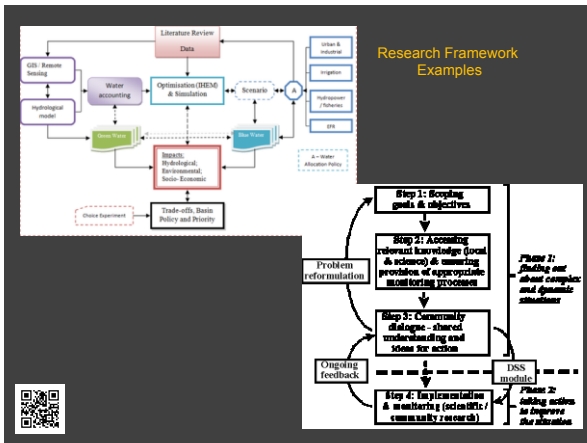 Research Framework
Examples
Literature Review
Data
GIS / Remote
Sensing
Hydrological
model
Water
accounting
Optimisation (IHEM)
& Simulation
Scenario
A
Urban &
industrial
Irrigation
Hydropower
/ fisheries
EFR
Green Water
Blue Water
Impacts:
Hydrological;
Environmental;
Socio- Economic
A – Water
Allocation Policy
Choice Experiment
Trade-offs, Basin
Policy and Priority
Step 1: Scoping
goals & objectives
Step 2: Accessing
relevant knowledge (local
& science) & ensuring
provision of appropriate
monitoring processes
Problem
reformulation
Phase 1:
finding out
about complex
and dynamic
situations
Step 3: Community
dialogue - shared
understanding and
ideas for action
Ongoing
feedback
DSS
module
Step 4: Implementation
& monitoring (scientific /
community research)
Phase 2:
taking action
to improve
the situation